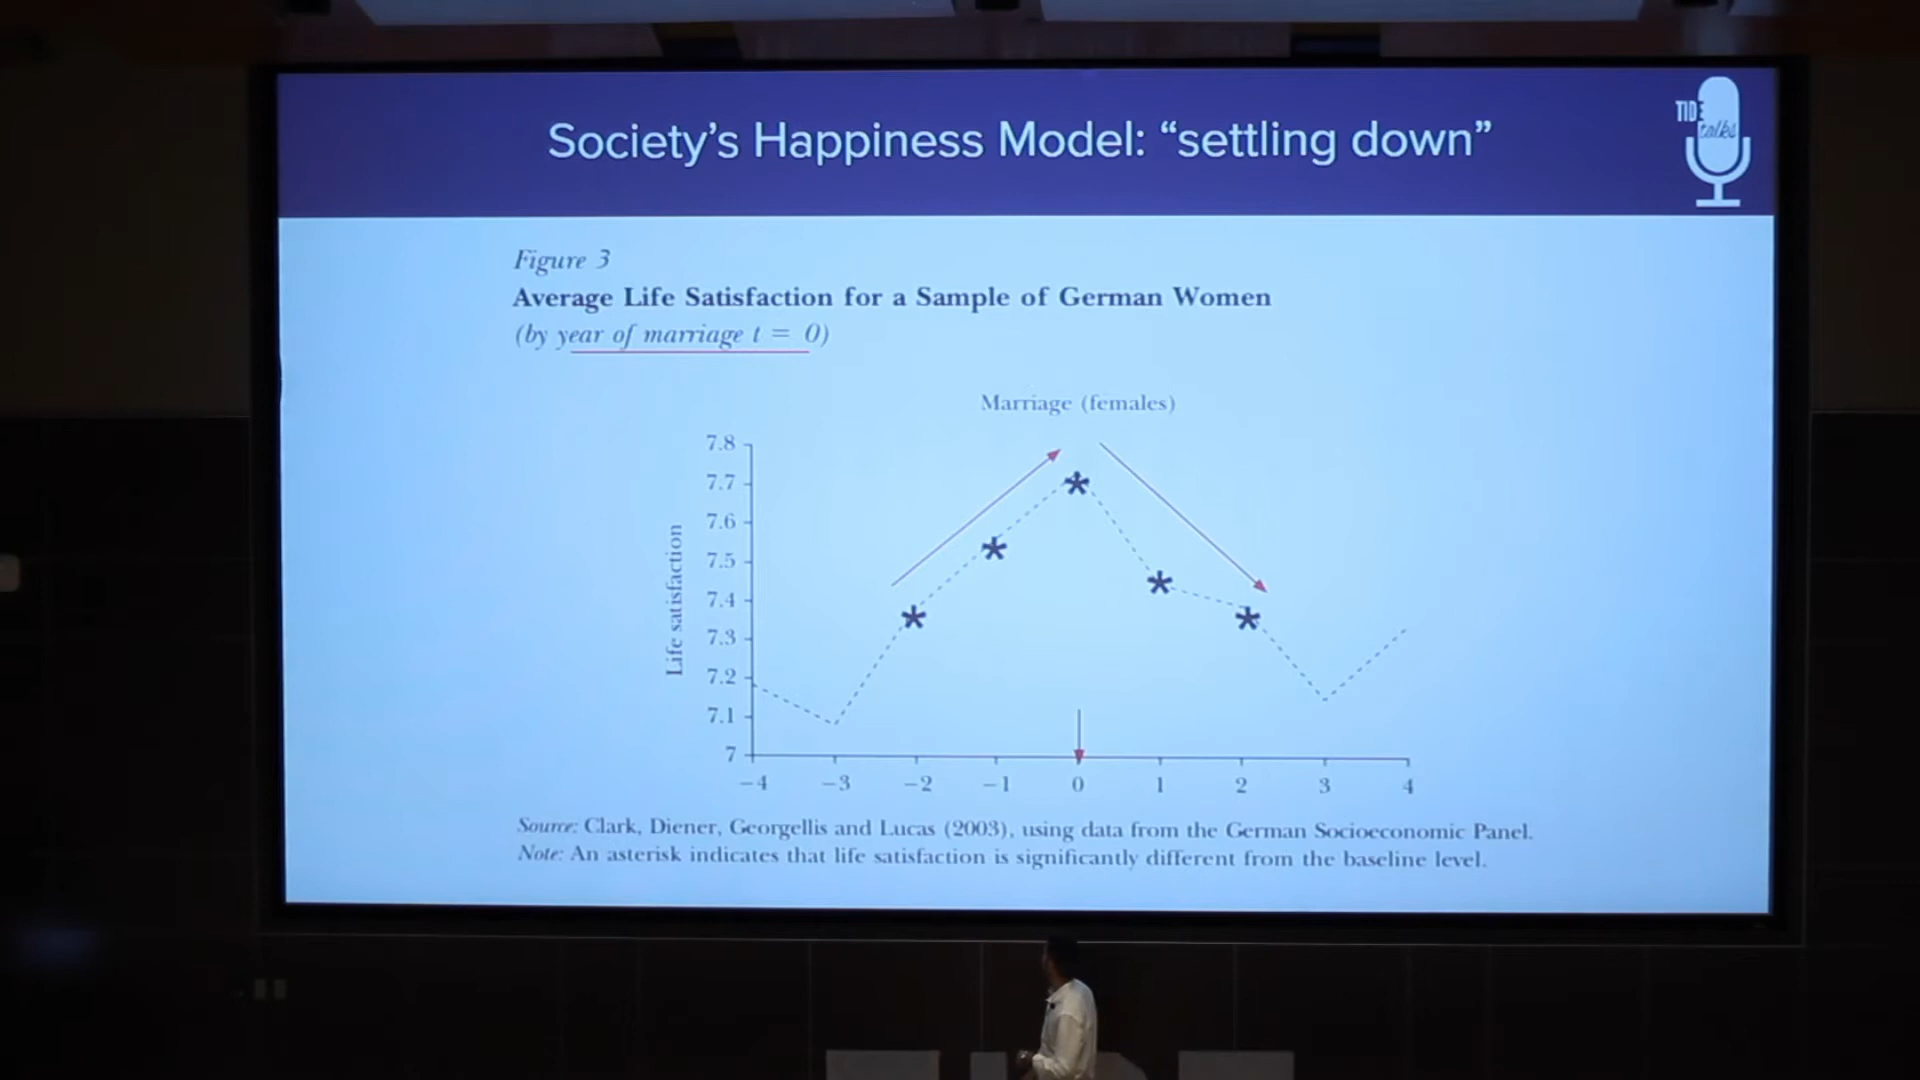 Society's Happiness Model: “settling down”
TIDE
talks
Figure 3
Average Life Satisfaction for a Sample of German Women
(by year of marriage t = 0)
Marriage (females)
Life satisfaction
7.8
7.7
7.6
7.5
7.4
7.3
7.2
7.1
7
−4 −3 −2 −1 0 1 2 3 4
Source: Clark, Diener, Georgellis and Lucas (2003), using data from the German Socioeconomic Panel.
Note: An asterisk indicates that life satisfaction is significantly different from the baseline level.